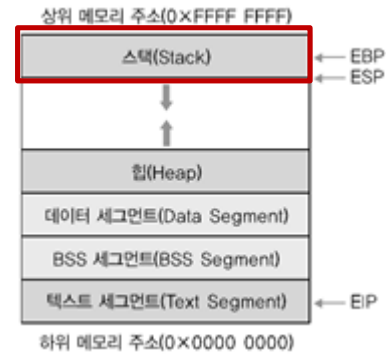 상위 메모리 주소(0×FFFF FFFF)
스택(Stack)
EBP
ESP
힙(Heap)
데이터 세그먼트(Data Segment)
BSS 세그먼트(BSS Segment)
텍스트 세그먼트(Text Segment)
EIP
하위 메모리 주소(0×0000 0000)